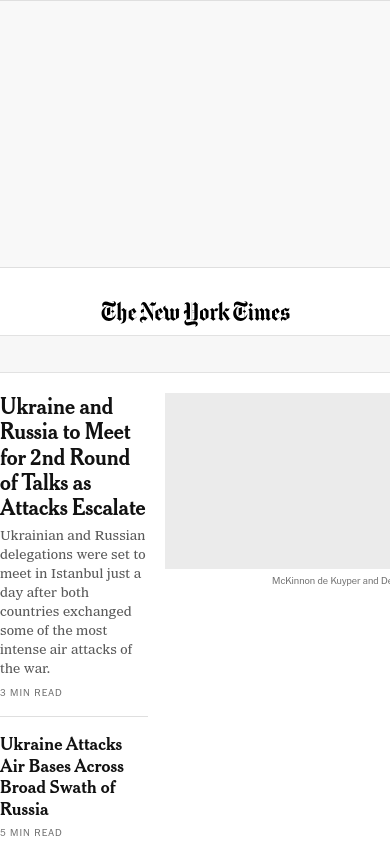 The New York Times
Ukraine and
Russia to Meet
for 2nd Round
of Talks as
Attacks Escalate
Ukrainian and Russian
delegations were set to
meet in Istanbul just a
day after both
countries exchanged
some of the most
intense air attacks of
the war.
3 MIN READ
McKinnon de Kuyper and
Ukraine Attacks
Air Bases Across
Broad Swath of
Russia
5 MIN READ